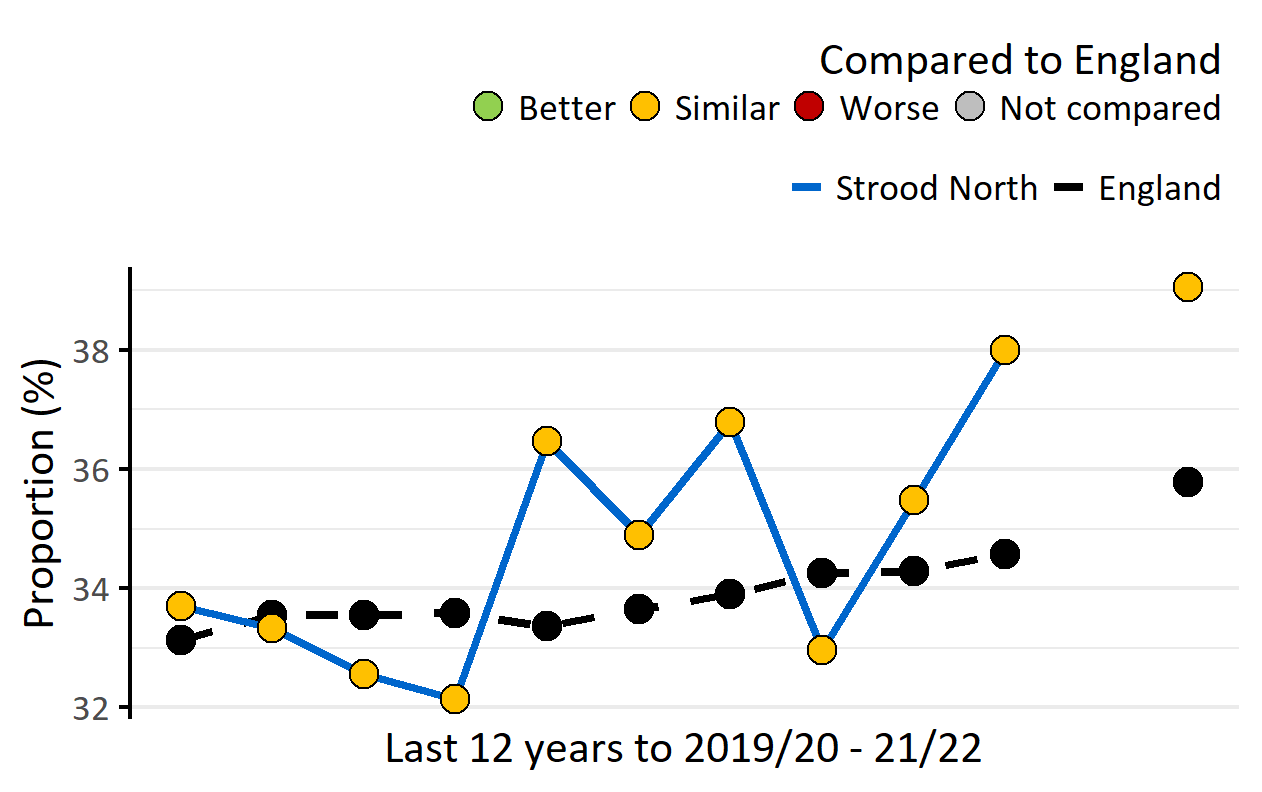 Compared to England
Better Similar Worse Not compared
Strood North England
Proportion (%)
38
36
34
32
Last 12 years to 2019/20 - 21/22